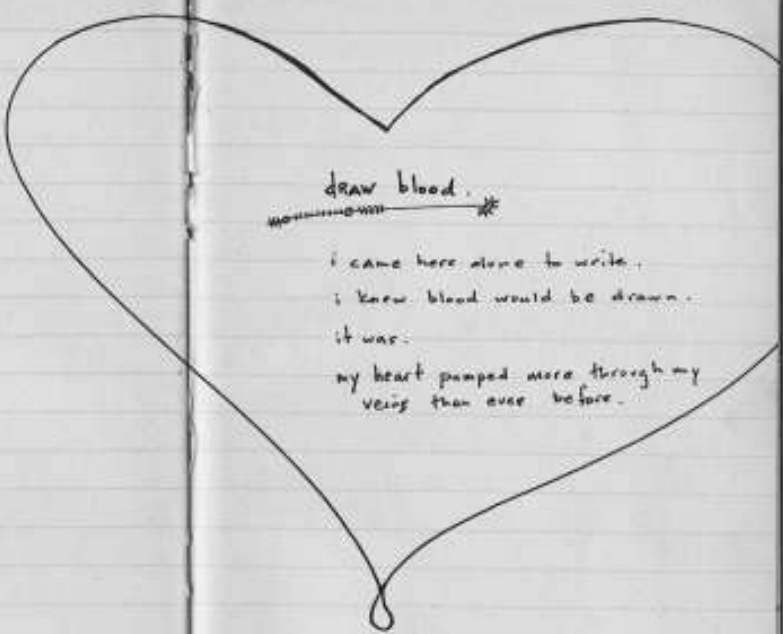 draw blood.
i came here alone to write.
i knew blood would be drawn.
it was.
my heart pumped more through my
veins than ever before.